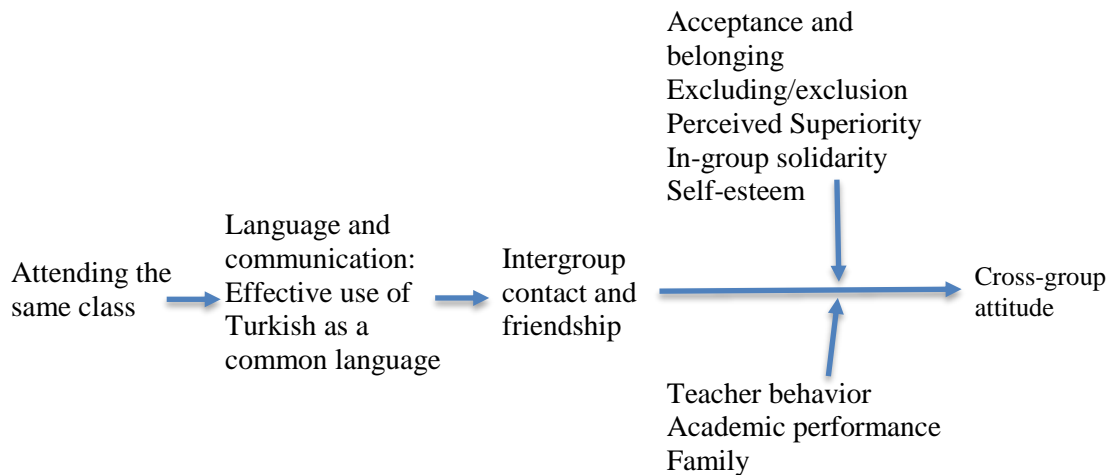 Acceptance and
belonging
Excluding/exclusion
Perceived Superiority
In-group solidarity
Self-esteem
Attending the
same class
Language and
communication:
Effective use of
Turkish as a
common language
Intergroup
contact and
friendship
Cross-group
attitude
Teacher behavior
Academic performance
Family